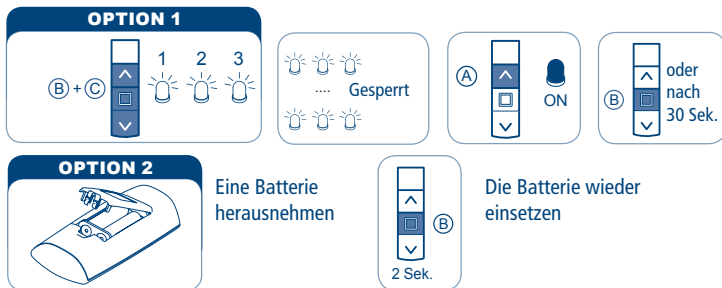 OPTION 1
B + C
1 2 3
.... Gesperrt
A
ON
B
oder
nach
30 Sek.
OPTION 2
Eine Batterie
herausnehmen
B
2 Sek.
Die Batterie wieder
einsetzen